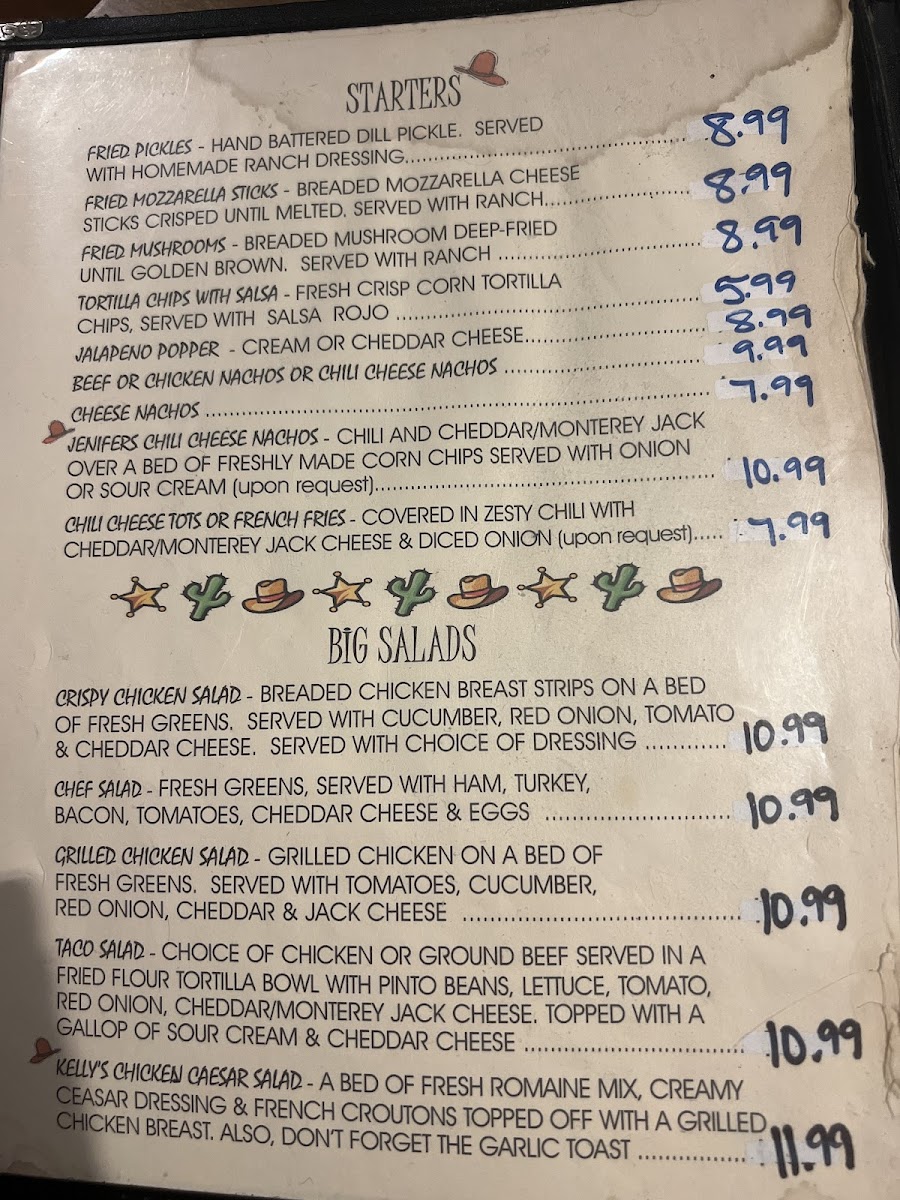 STARTERS
FRIED PICKLES - HAND BATTERED DILL PICKLE. SERVED
WITH HOMEMADE RANCH DRESSING.......... 8.99
FRIED MOZZARELLA STICKS - BREADED MOZZARELLA CHEESE
STICKS CRISPED UNTIL MELTED. SERVED WITH RANCH.......... 8.99
FRIED MUSHROOMS - BREADED MUSHROOM DEEP-FRIED
UNTIL GOLDEN BROWN. SERVED WITH RANCH .......... 8.99
TORTILLA CHIPS WITH SALSA - FRESH CRISP CORN TORTILLA
CHIPS, SERVED WITH SALSA ROJO .......... 5.99
JALAPENO POPPER - CREAM OR CHEDDAR CHEESE.......... 8.99
BEEF OR CHICKEN NACHOS OR CHILI CHEESE NACHOS .......... 9.99
CHEESE NACHOS .......... 7.99
JENIFERS CHILI CHEESE NACHOS - CHILI AND CHEDDAR/MONTEREY JACK
OVER A BED OF FRESHLY MADE CORN CHIPS SERVED WITH ONION
OR SOUR CREAM (upon request).......... 10.99
CHILI CHEESE TOTS OR FRENCH FRIES - COVERED IN ZESTY CHILI WITH
CHEDDAR/MONTEREY JACK CHEESE & DICED ONION (upon request)..... 7.99
BIG SALADS
CRISPY CHICKEN SALAD - BREADED CHICKEN BREAST STRIPS ON A BED
OF FRESH GREENS. SERVED WITH CUCUMBER, RED ONION, TOMATO
& CHEDDAR CHEESE. SERVED WITH CHOICE OF DRESSING ............ 10.99
CHEF SALAD - FRESH GREENS, SERVED WITH HAM, TURKEY,
BACON, TOMATOES, CHEDDAR CHEESE & EGGS .......... 10.99
GRILLED CHICKEN SALAD - GRILLED CHICKEN ON A BED OF
FRESH GREENS. SERVED WITH TOMATOES, CUCUMBER,
RED ONION, CHEDDAR & JACK CHEESE .......... 10.99
TACO SALAD - CHOICE OF CHICKEN OR GROUND BEEF SERVED IN A
FRIED FLOUR TORTILLA BOWL WITH PINTO BEANS, LETTUCE, TOMATO,
RED ONION, CHEDDAR/MONTEREY JACK CHEESE. TOPPED WITH A
GALLOP OF SOUR CREAM & CHEDDAR CHEESE .......... 10.99
KELLY'S CHICKEN CAESAR SALAD - A BED OF FRESH ROMAINE MIX, CREAMY
CEASAR DRESSING & FRENCH CROUTONS TOPPED OFF WITH A GRILLED
CHICKEN BREAST. ALSO, DON'T FORGET THE GARLIC TOAST .......... 11.99